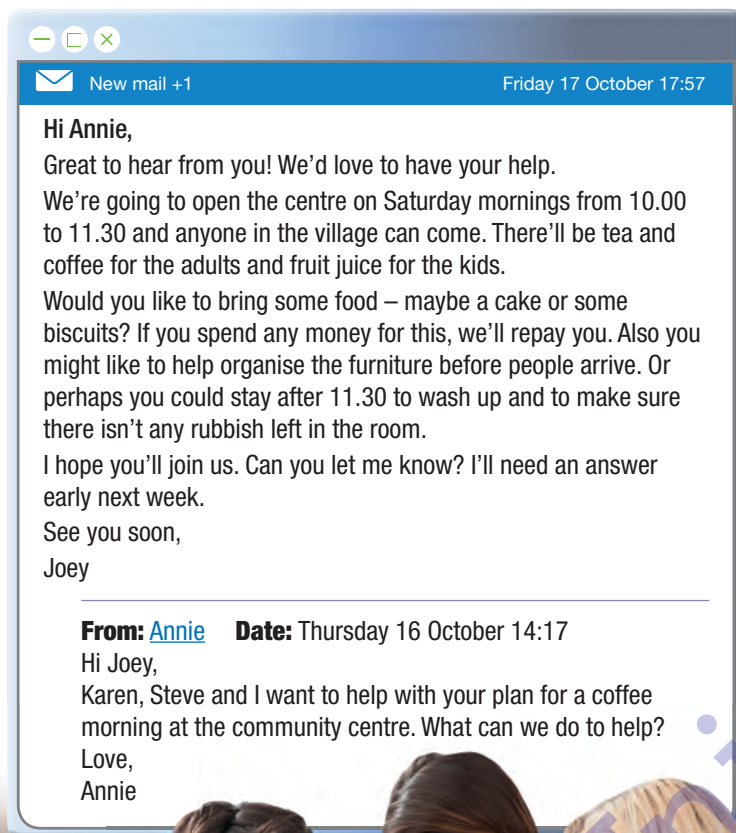 New mail +1
Friday 17 October 17:57
Hi Annie,
Great to hear from you! We'd love to have your help.
We're going to open the centre on Saturday mornings from 10.00
to 11.30 and anyone in the village can come. There'll be tea and
coffee for the adults and fruit juice for the kids.
Would you like to bring some food – maybe a cake or some
biscuits? If you spend any money for this, we'll repay you. Also you
might like to help organise the furniture before people arrive. Or
perhaps you could stay after 11.30 to wash up and to make sure
there isn't any rubbish left in the room.
I hope you'll join us. Can you let me know? I'll need an answer
early next week.
See you soon,
Joey
From: Annie Date: Thursday 16 October 14:17
Hi Joey,
Karen, Steve and I want to help with your plan for a coffee
morning at the community centre. What can we do to help?
Love,
Annie